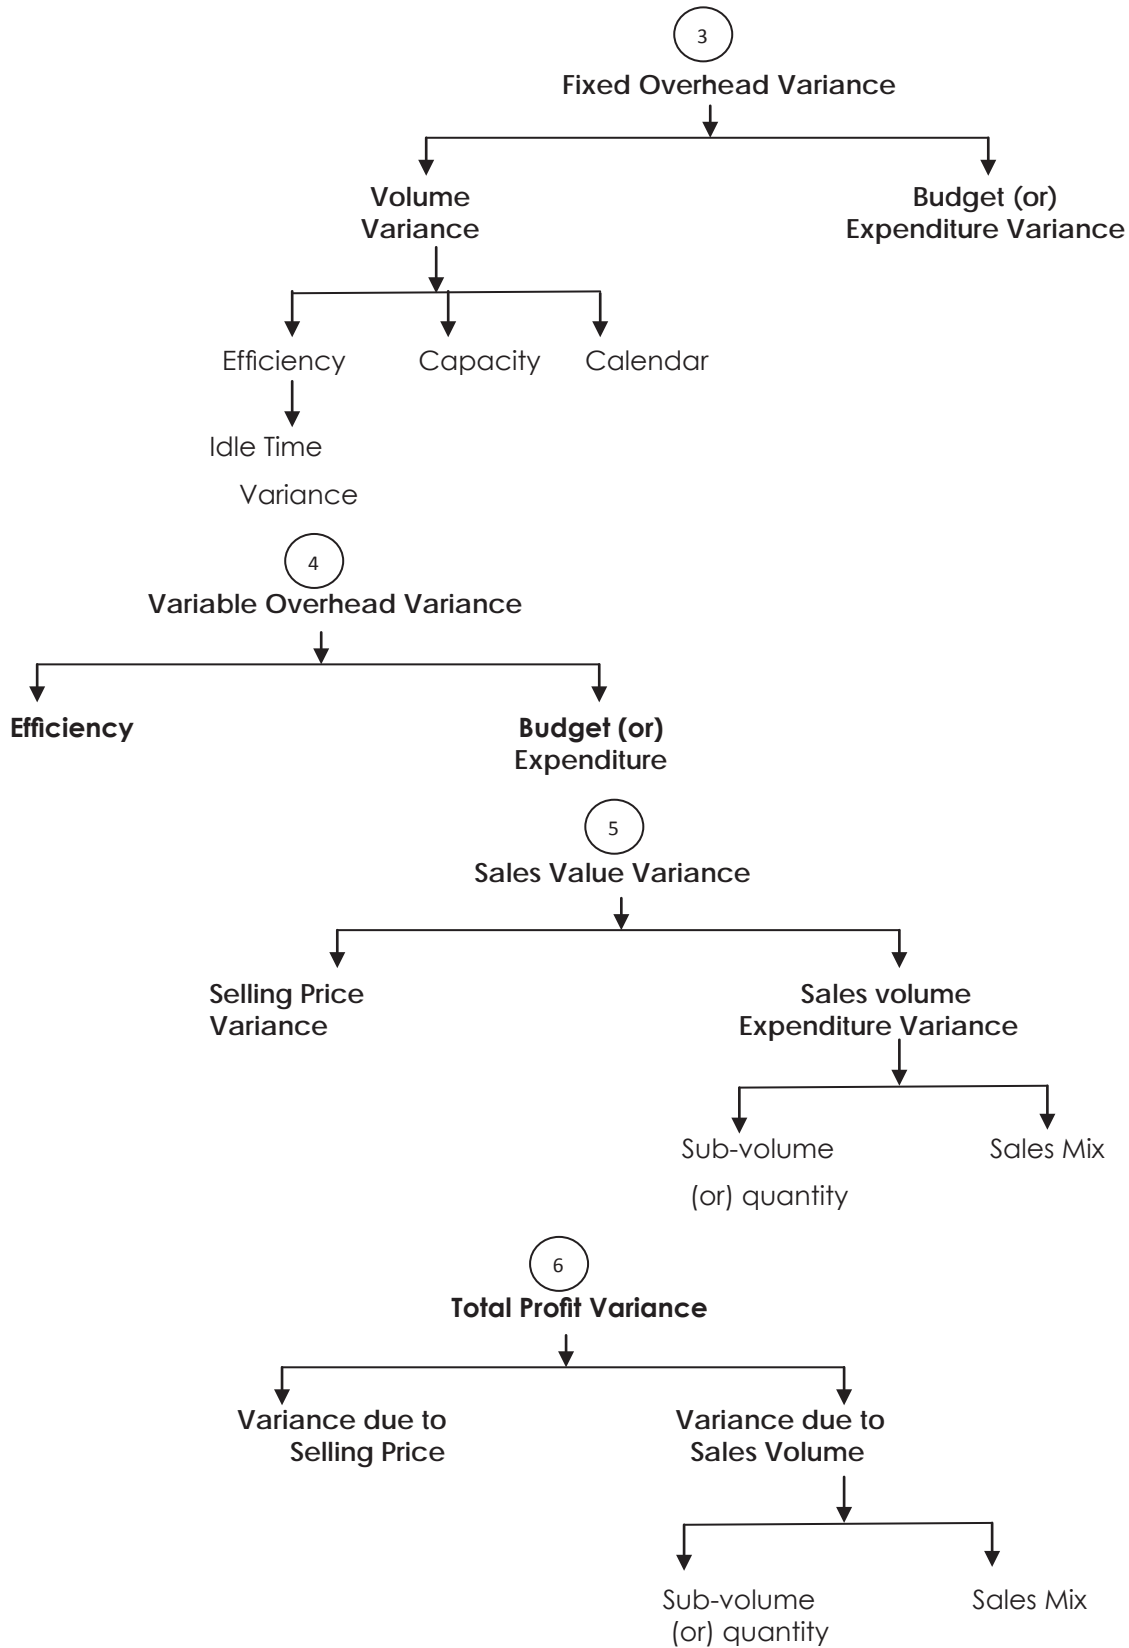 3
Fixed Overhead Variance
Volume
Variance
Budget (or)
Expenditure Variance
Efficiency
Capacity
Calendar
Idle Time
Variance
4
Variable Overhead Variance
Efficiency
Budget (or)
Expenditure
5
Sales Value Variance
Selling Price
Variance
Sales volume
Expenditure Variance
Sub-volume
(or) quantity
Sales Mix
6
Total Profit Variance
Variance due to
Selling Price
Variance due to
Sales Volume
Sub-volume
(or) quantity
Sales Mix